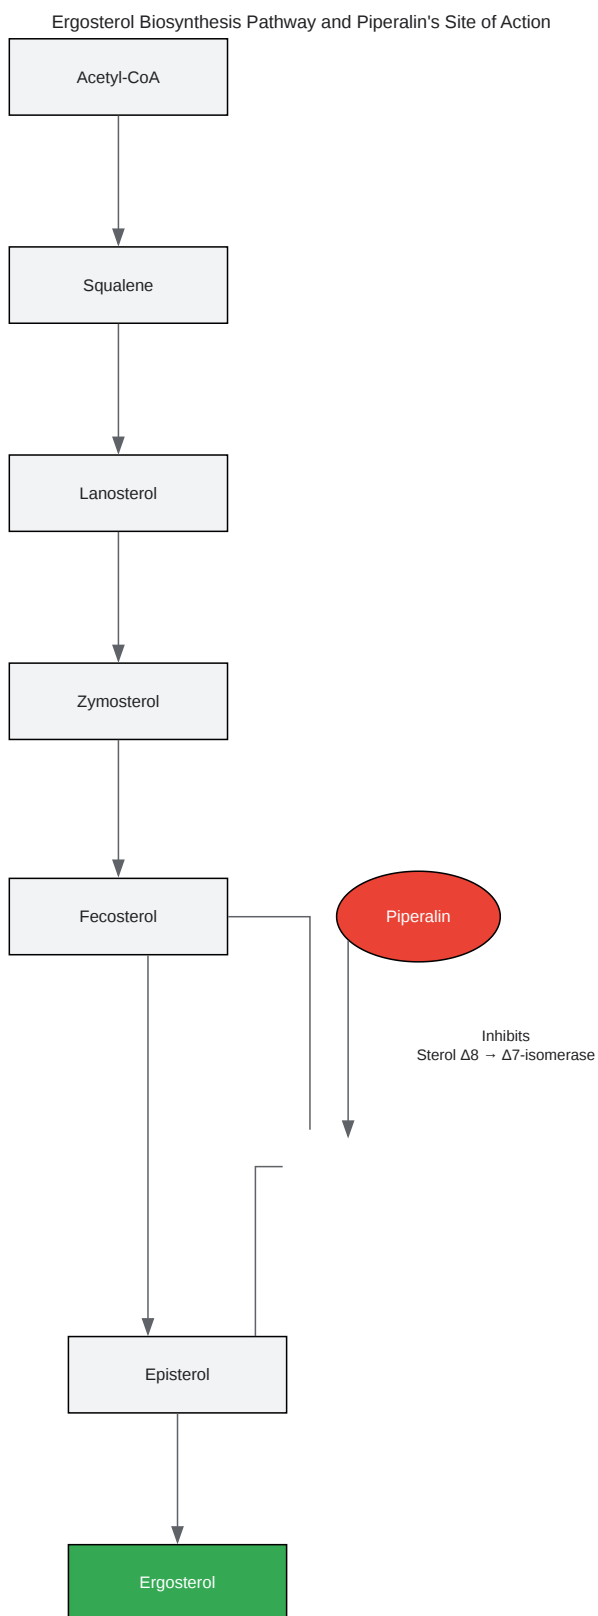 Ergosterol Biosynthesis Pathway and Piperalin's Site of Action
Acetyl-CoA
Squalene
Lanosterol
Zymosterol
Fecosterol
Piperalin
Inhibits
Sterol Δ8 → Δ7-isomerase
Episterol
Ergosterol